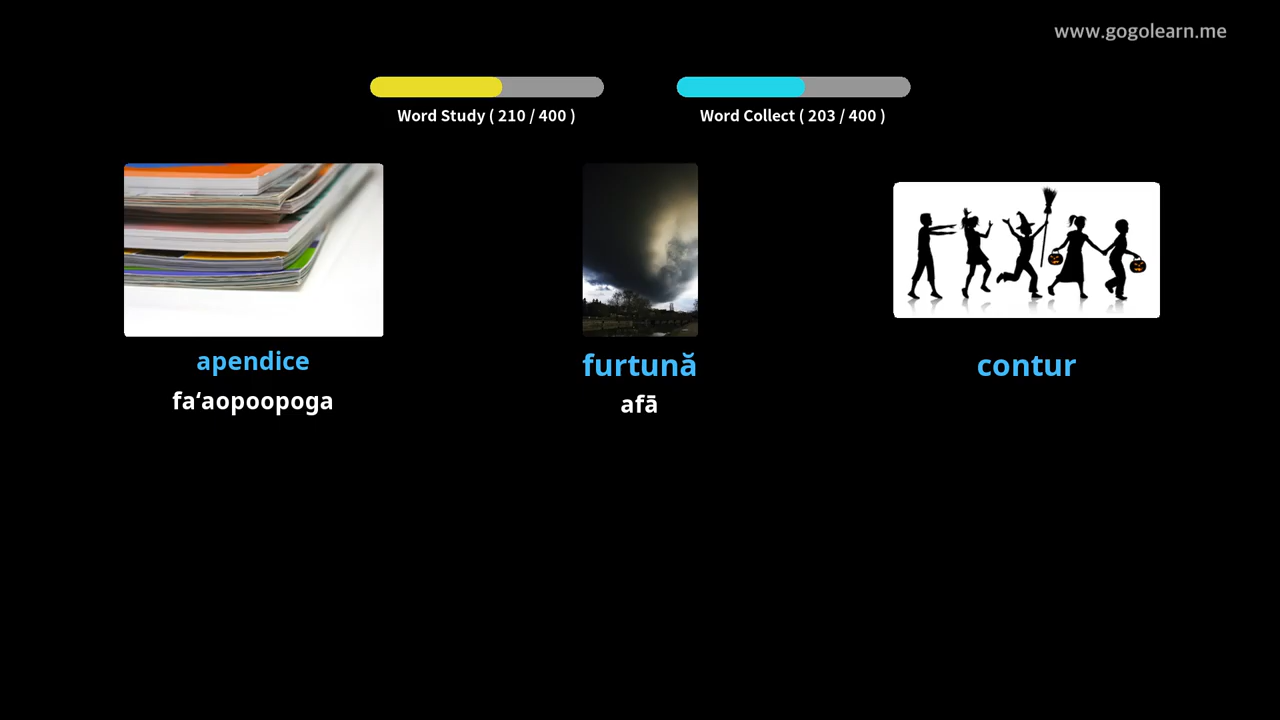 www.gogolearn.me
Word Study ( 210 / 400 )
Word Collect ( 203 / 400 )
apendice
faʻaopoopoga
furtună
afā
contur